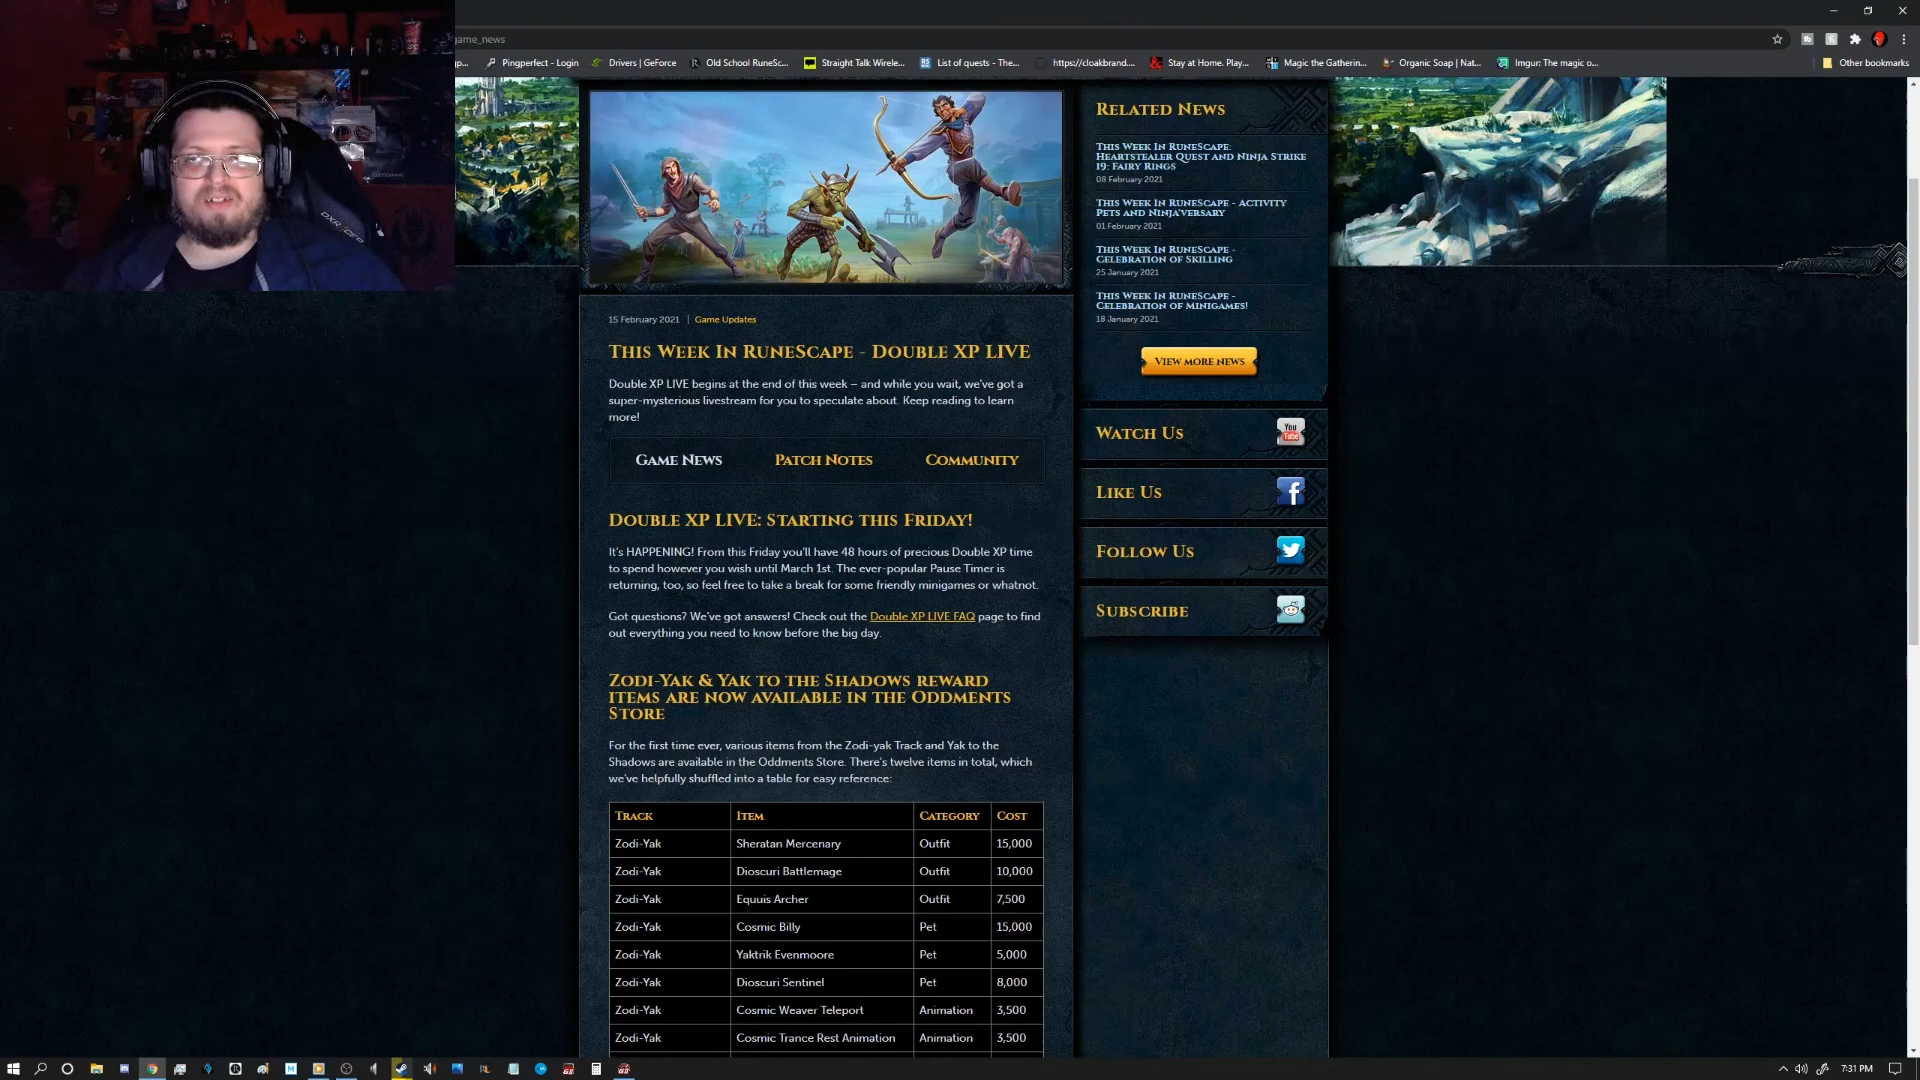 ame_news
p...
Pingperfect - Login
Drivers | GeForce
Old School RuneSc...
Straight Talk Wirele...
List of quests - The...
https://cloakbrand....
Stay at Home. Play...
Magic the Gatherin...
Organic Soap | Nat...
Imgur: The magic o...
Other bookmarks
DXRACER
15 February 2021 | Game Updates
This Week In RuneScape - Double XP LIVE
Double XP LIVE begins at the end of this week – and while you wait, we've got a
super-mysterious livestream for you to speculate about. Keep reading to learn
more!
Game News
Patch Notes
Community
Double XP LIVE: Starting this Friday!
It's HAPPENING! From this Friday you'll have 48 hours of precious Double XP time
to spend however you wish until March 1st. The ever-popular Pause Timer is
returning, too, so feel free to take a break for some friendly minigames or whatnot.
Got questions? We've got answers! Check out the Double XP LIVE FAQ page to find
out everything you need to know before the big day.
Zodi-Yak & Yak to the Shadows reward
items are now available in the Oddments
Store
For the first time ever, various items from the Zodi-yak Track and Yak to the
Shadows are available in the Oddments Store. There's twelve items in total, which
we've helpfully shuffled into a table for easy reference:
Track Item Category Cost
Zodi-Yak Sheratan Mercenary Outfit 15,000
Zodi-Yak Dioscuri Battlemage Outfit 10,000
Zodi-Yak Equuis Archer Outfit 7,500
Zodi-Yak Cosmic Billy Pet 15,000
Zodi-Yak Yaktrik Evenmoore Pet 5,000
Zodi-Yak Dioscuri Sentinel Pet 8,000
Zodi-Yak Cosmic Weaver Teleport Animation 3,500
Zodi-Yak Cosmic Trance Rest Animation Animation 3,500
Related News
This Week In RuneScape:
Heartstealer Quest and Ninja Strike
19: Fairy Rings
08 February 2021
This Week In RuneScape - Activity
Pets and Ninja'versary
01 February 2021
This Week In RuneScape -
Celebration of Skilling
25 January 2021
This Week In RuneScape -
Celebration of Minigames!
18 January 2021
View more news
Watch Us
You
Tube
Like Us
Follow Us
Subscribe
7:31 PM